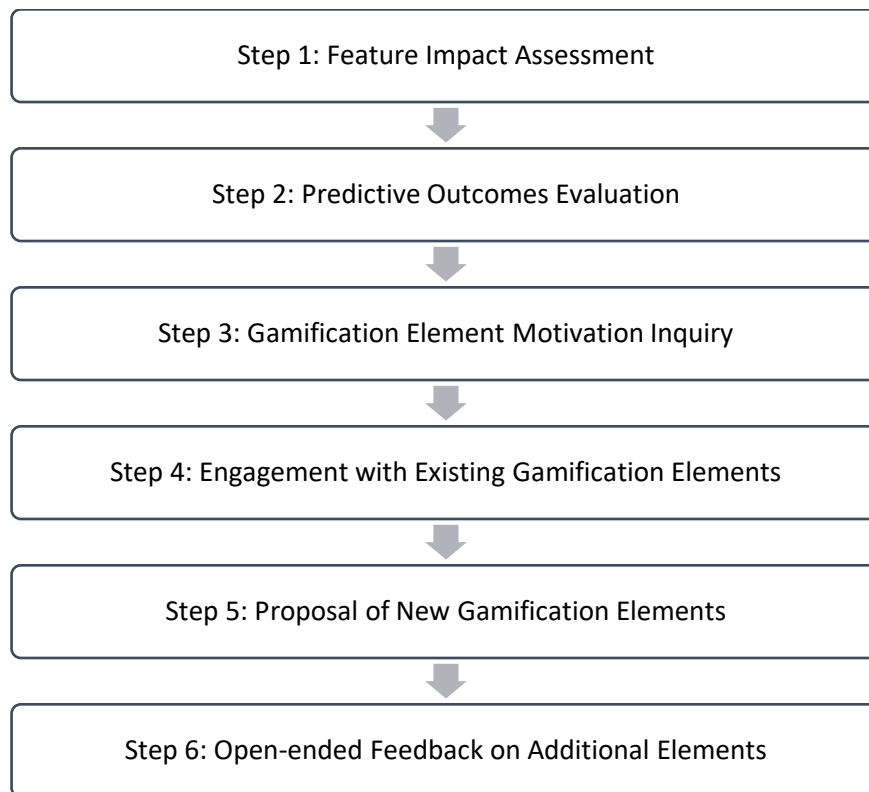 Step 1: Feature Impact Assessment
Step 2: Predictive Outcomes Evaluation
Step 3: Gamification Element Motivation Inquiry
Step 4: Engagement with Existing Gamification Elements
Step 5: Proposal of New Gamification Elements
Step 6: Open-ended Feedback on Additional Elements